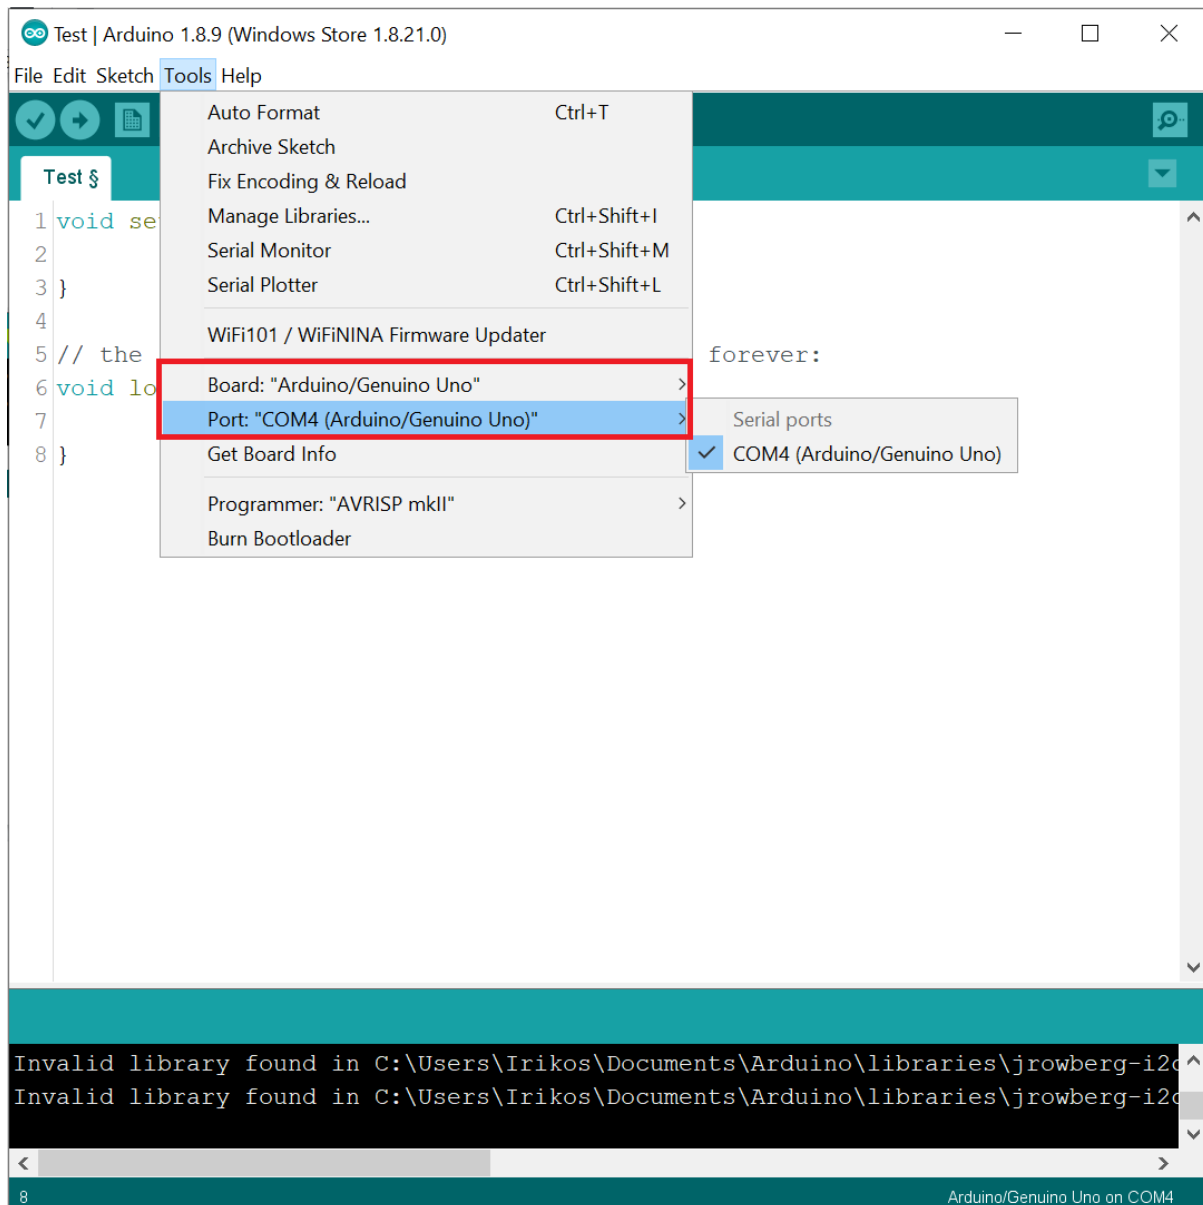 Test | Arduino 1.8.9 (Windows Store 1.8.21.0)
File Edit Sketch Tools Help
Auto Format Ctrl+T
Archive Sketch
Fix Encoding & Reload
Manage Libraries... Ctrl+Shift+I
Serial Monitor Ctrl+Shift+M
Serial Plotter Ctrl+Shift+L
WiFi101 / WiFiNINA Firmware Updater
Board: "Arduino/Genuino Uno"
Port: "COM4 (Arduino/Genuino Uno)"
Get Board Info
Programmer: "AVRISP mkII"
Burn Bootloader
Serial ports
COM4 (Arduino/Genuino Uno)
Test §
1 void se
2
3 }
4
5 // the forever:
6 void lo
7
8 }
Invalid library found in C:\Users\Irikos\Documents\Arduino\libraries\jrowberg-i2c
Invalid library found in C:\Users\Irikos\Documents\Arduino\libraries\jrowberg-i2c
8 Arduino/Genuino Uno on COM4